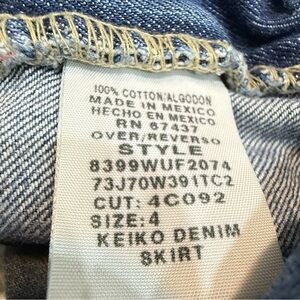 100% COTTON/ALGODON
MADE IN MEXICO
HECHO EN MEXICO
RN 67437
OVER/REVERSO
STYLE
8399WUF2074
73J70W391TC2
CUT: 4C092
SIZE: 4
KEIKO DENIM
SKIRT